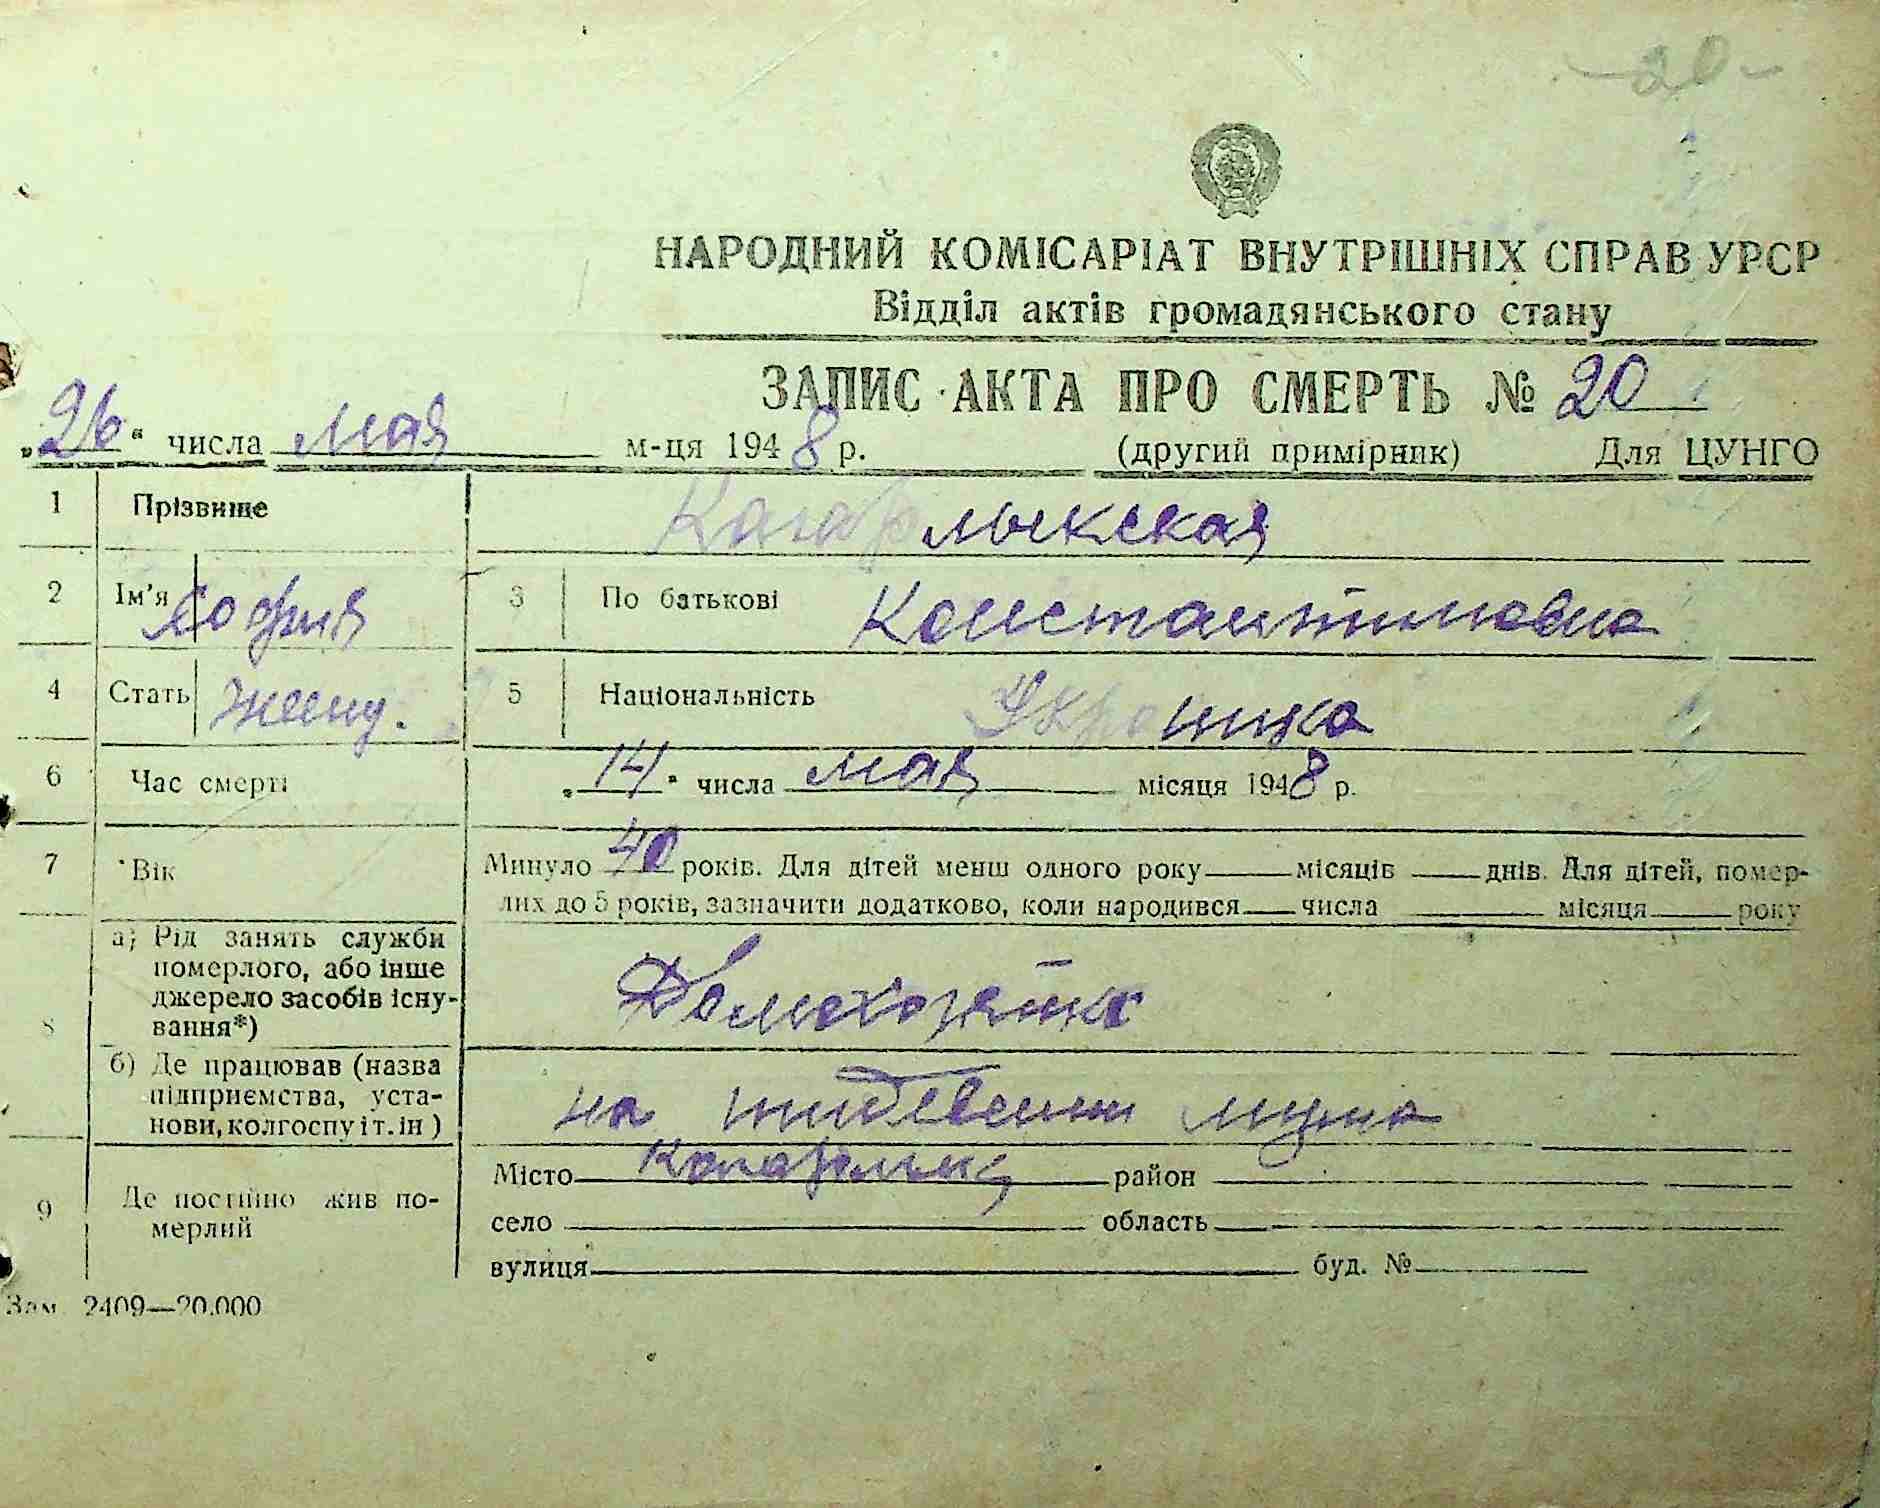 -20-
НАРОДНИЙ КОМІСАРІАТ ВНУТРІШНІХ СПРАВ УРСР
Відділ актів громадянського стану
ЗАПИС АКТА ПРО СМЕРТЬ № 20
„26“ числа мая м-ця 1948 р. (другий примірник) Для ЦУНГО
1 Прізвище Кагарлыкская
2 Ім'я София 3 По батькові Константиновна
4 Стать женщ. 5 Національність Украинка
6 Час смерті „14“ числа мая місяця 1948 р.
7 Вік Минуло 40 років. Для дітей менш одного року місяців днів. Для дітей, помер-
лих до 5 років, зазначити додатково, коли народився числа місяця року
8 а) Рід занять служби
померлого, або інше
джерело засобів існу-
вання*)
Домохозяйка
б) Де працював (назва
підприємства, уста-
нови, колгоспу і т. ін)
на иждивении мужа
9 Де постійно жив по-
мерлий
Місто Кагарлык район
село область
вулиця буд. №
Зам 2409—20.000